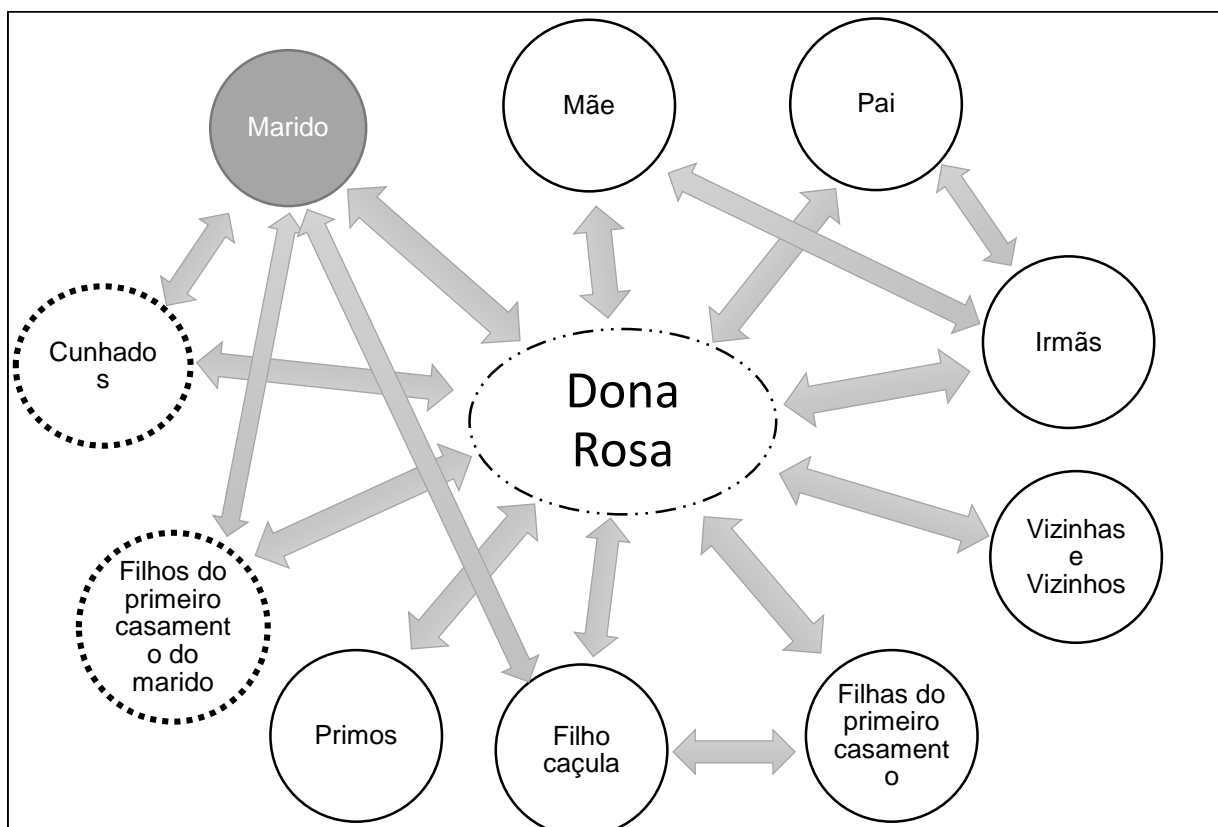 Marido
Mãe
Pai
Cunhado
s
Irmãs
Dona
Rosa
Vizinhas
e
Vizinhos
Filhos do
primeiro
casament
o do
marido
Primos
Filho
caçula
Filhas do
primeiro
casament
o